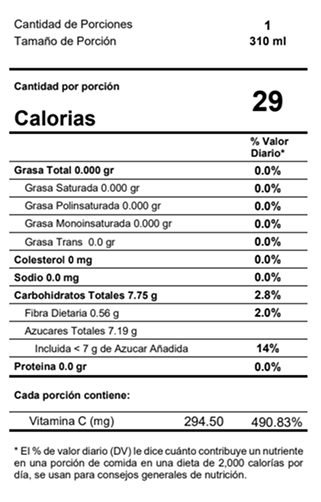 Cantidad de Porciones 1
Tamaño de Porción 310 ml
Cantidad por porción
Calorias 29
% Valor
Diario*
Grasa Total 0.000 gr 0.0%
Grasa Saturada 0.000 gr 0.0%
Grasa Polinsaturada 0.000 gr 0.0%
Grasa Monoinsaturada 0.000 gr 0.0%
Grasa Trans 0.0 gr 0.0%
Colesterol 0 mg 0.0%
Sodio 0.0 mg 0.0%
Carbohidratos Totales 7.75 g 2.8%
Fibra Dietaria 0.56 g 2.0%
Azucares Totales 7.19 g
Incluida < 7 g de Azucar Añadida 14%
Proteina 0.0 gr 0.0%
Cada porción contiene:
Vitamina C (mg) 294.50 490.83%
* El % de valor diario (DV) le dice cuánto contribuye un nutriente
en una porción de comida en una dieta de 2,000 calorías por
día, se usan para consejos generales de nutrición.